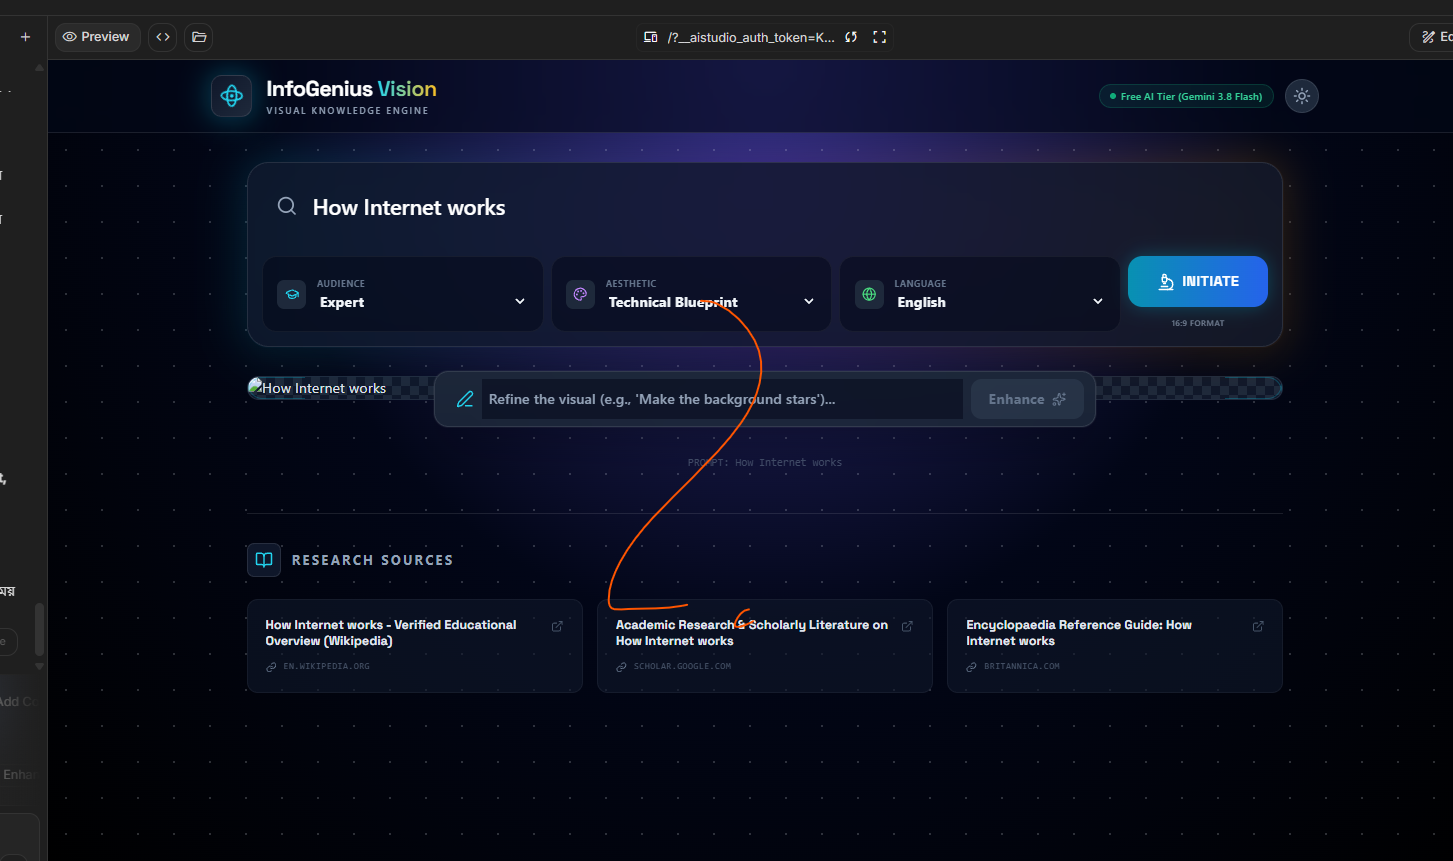 Preview
/?__aistudio_auth_token=K...
InfoGenius Vision
VISUAL KNOWLEDGE ENGINE
Free AI Tier (Gemini 3.8 Flash)
How Internet works
AUDIENCE
Expert
AESTHETIC
Technical Blueprint
LANGUAGE
English
INITIATE
16:9 FORMAT
How Internet works
Refine the visual (e.g., 'Make the background stars')...
Enhance
PROMPT: How Internet works
RESEARCH SOURCES
How Internet works - Verified Educational
Overview (Wikipedia)
EN.WIKIPEDIA.ORG
Academic Research & Scholarly Literature on
How Internet works
SCHOLAR.GOOGLE.COM
Encyclopaedia Reference Guide: How
Internet works
BRITANNICA.COM